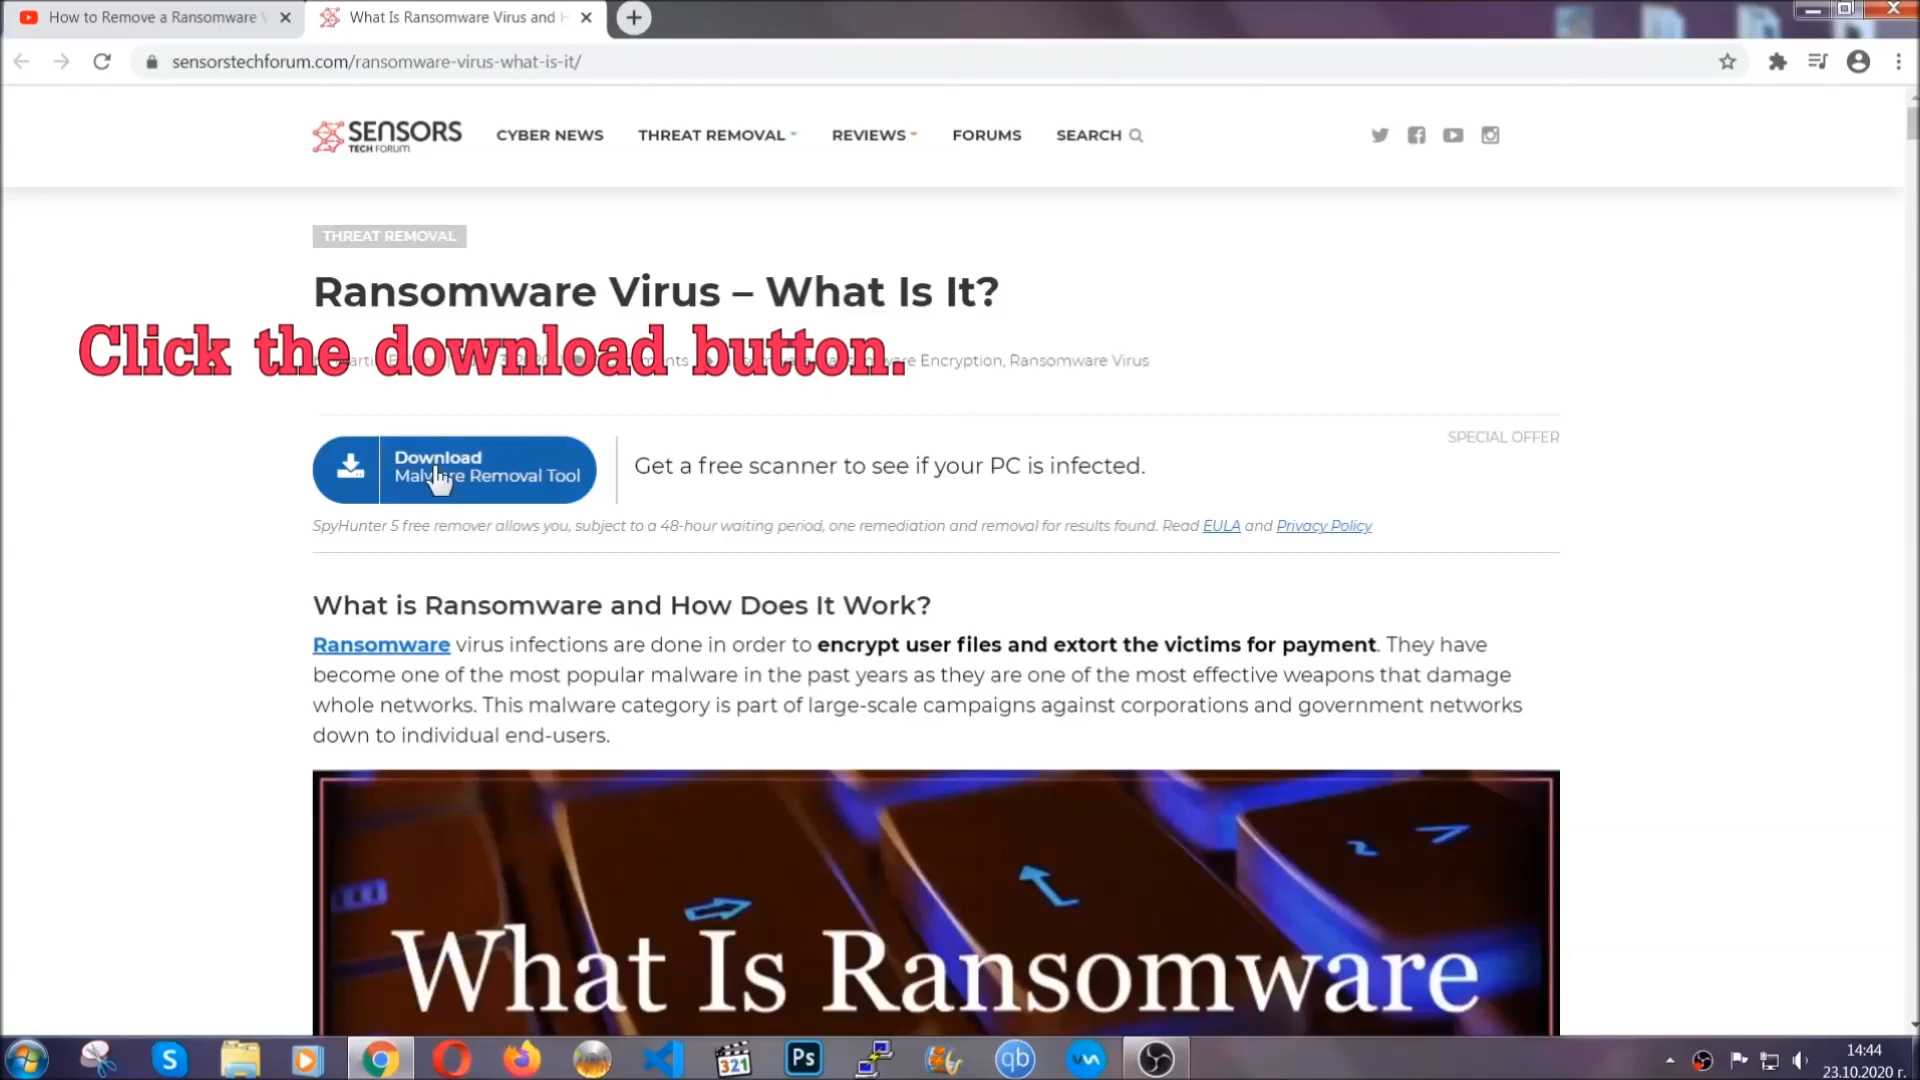 How to Remove a Ransomware
What Is Ransomware Virus and
sensorstechforum.com/ransomware-virus-what-is-it/
SENSORS
TECH FORUM
CYBER NEWS
THREAT REMOVAL
REVIEWS
FORUMS
SEARCH
THREAT REMOVAL
Ransomware Virus – What Is It?
Click the download button.
Encryption, Ransomware Virus
SPECIAL OFFER
Download
Malware Removal Tool
Get a free scanner to see if your PC is infected.
SpyHunter 5 free remover allows you, subject to a 48-hour waiting period, one remediation and removal for results found. Read EULA and Privacy Policy
What is Ransomware and How Does It Work?
Ransomware virus infections are done in order to encrypt user files and extort the victims for payment. They have
become one of the most popular malware in the past years as they are one of the most effective weapons that damage
whole networks. This malware category is part of large-scale campaigns against corporations and government networks
down to individual end-users.
What Is Ransomware
S
321
Ps
qb
14:44
23.10.2020 г.